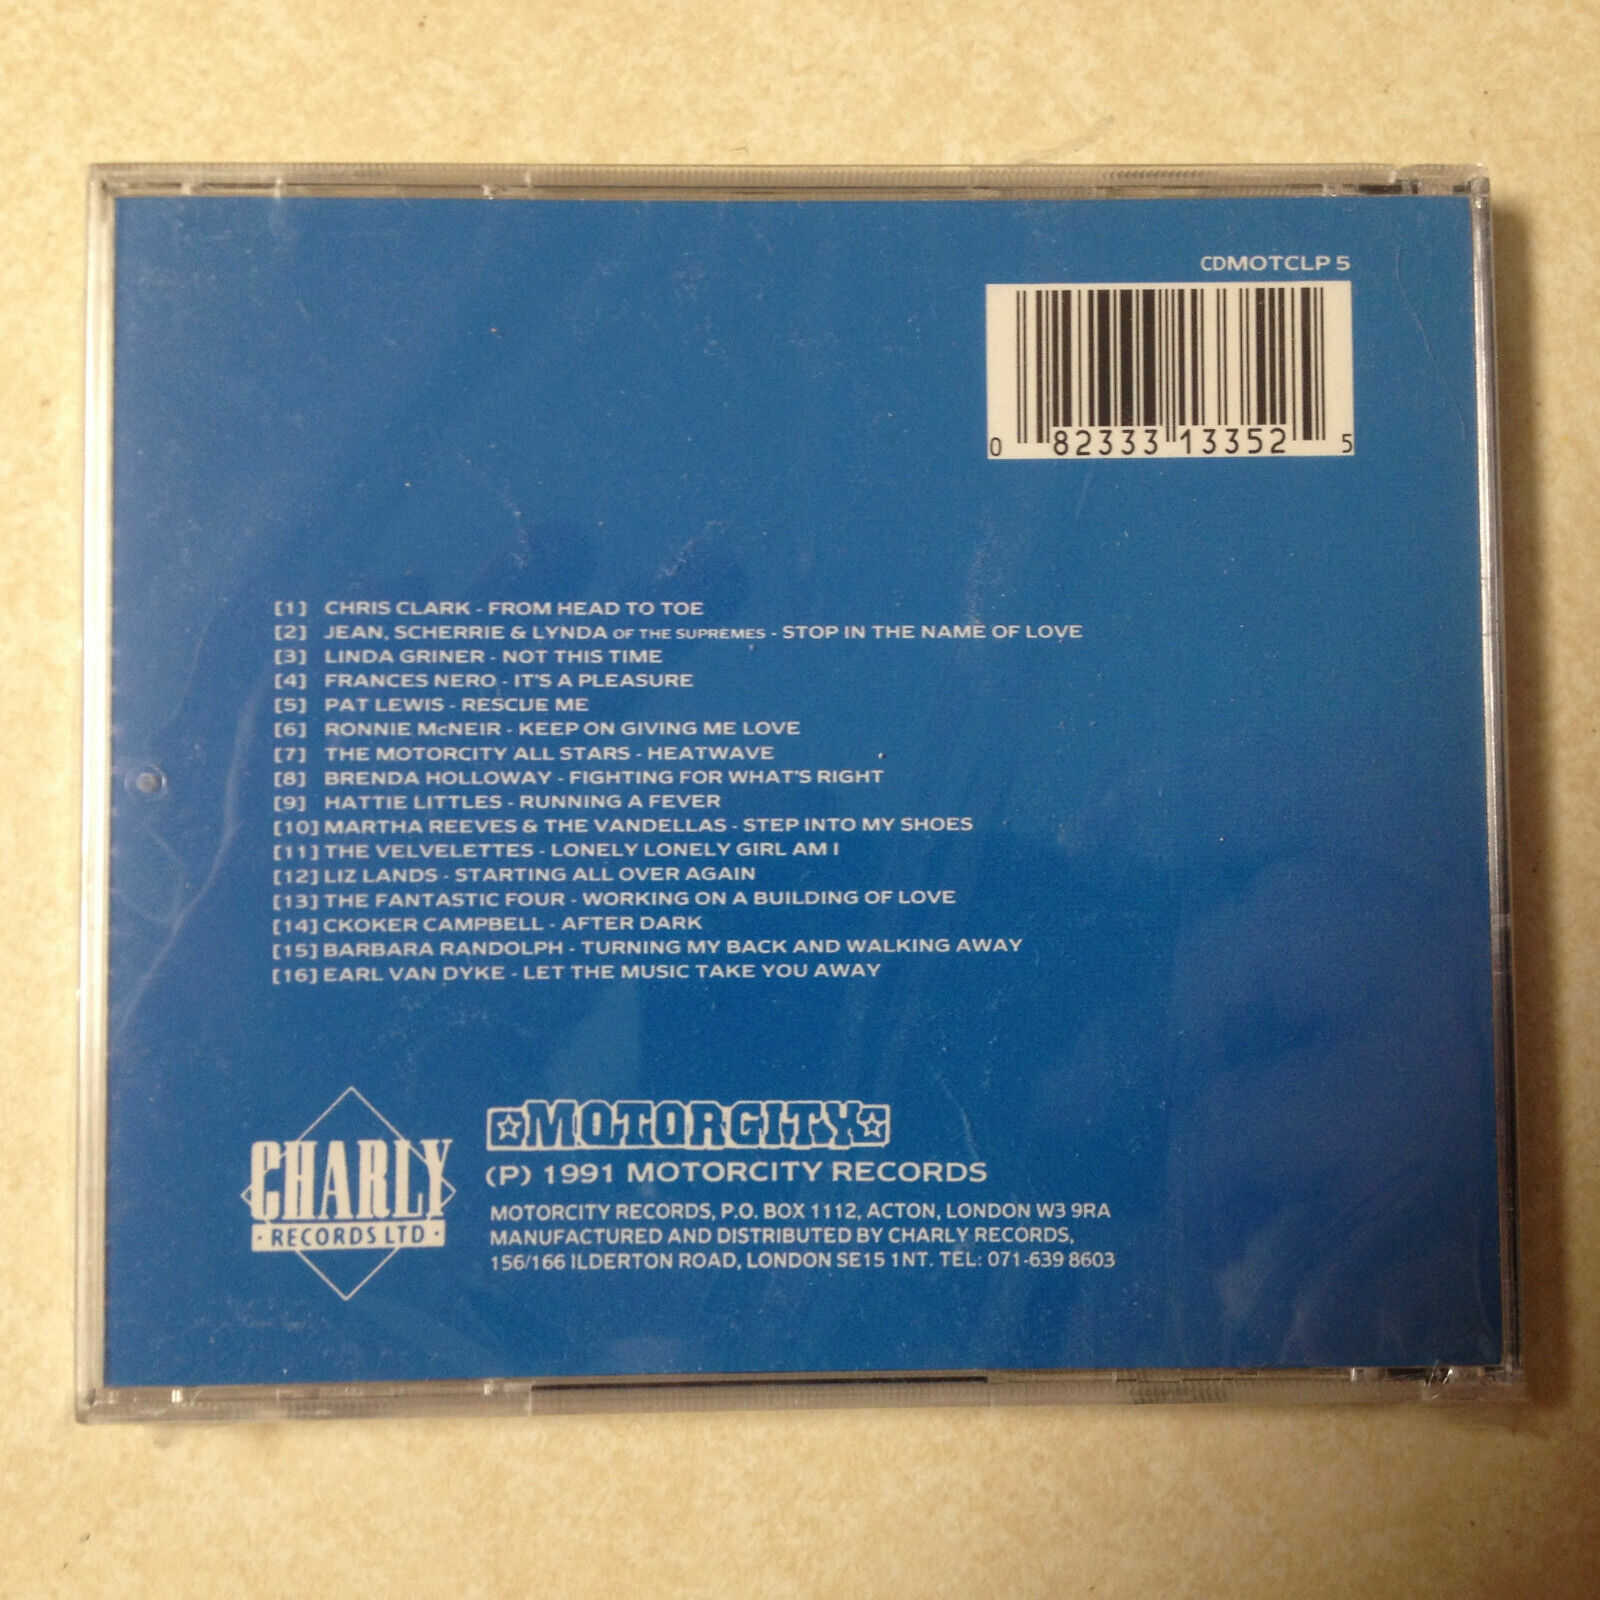 CDMOTCLP 5
0 82333 13352 5
[1] CHRIS CLARK - FROM HEAD TO TOE
[2] JEAN, SCHERRIE & LYNDA OF THE SUPREMES - STOP IN THE NAME OF LOVE
[3] LINDA GRINER - NOT THIS TIME
[4] FRANCES NERO - IT'S A PLEASURE
[5] PAT LEWIS - RESCUE ME
[6] RONNIE McNEIR - KEEP ON GIVING ME LOVE
[7] THE MOTORCITY ALL STARS - HEATWAVE
[8] BRENDA HOLLOWAY - FIGHTING FOR WHAT'S RIGHT
[9] HATTIE LITTLES - RUNNING A FEVER
[10] MARTHA REEVES & THE VANDELLAS - STEP INTO MY SHOES
[11] THE VELVELETTES - LONELY LONELY GIRL AM I
[12] LIZ LANDS - STARTING ALL OVER AGAIN
[13] THE FANTASTIC FOUR - WORKING ON A BUILDING OF LOVE
[14] CKOKER CAMPBELL - AFTER DARK
[15] BARBARA RANDOLPH - TURNING MY BACK AND WALKING AWAY
[16] EARL VAN DYKE - LET THE MUSIC TAKE YOU AWAY
CHARLY
· RECORDS LTD ·
MOTORCITY
(P) 1991 MOTORCITY RECORDS
MOTORCITY RECORDS, P.O. BOX 1112, ACTON, LONDON W3 9RA
MANUFACTURED AND DISTRIBUTED BY CHARLY RECORDS,
156/166 ILDERTON ROAD, LONDON SE15 1NT. TEL: 071-639 8603